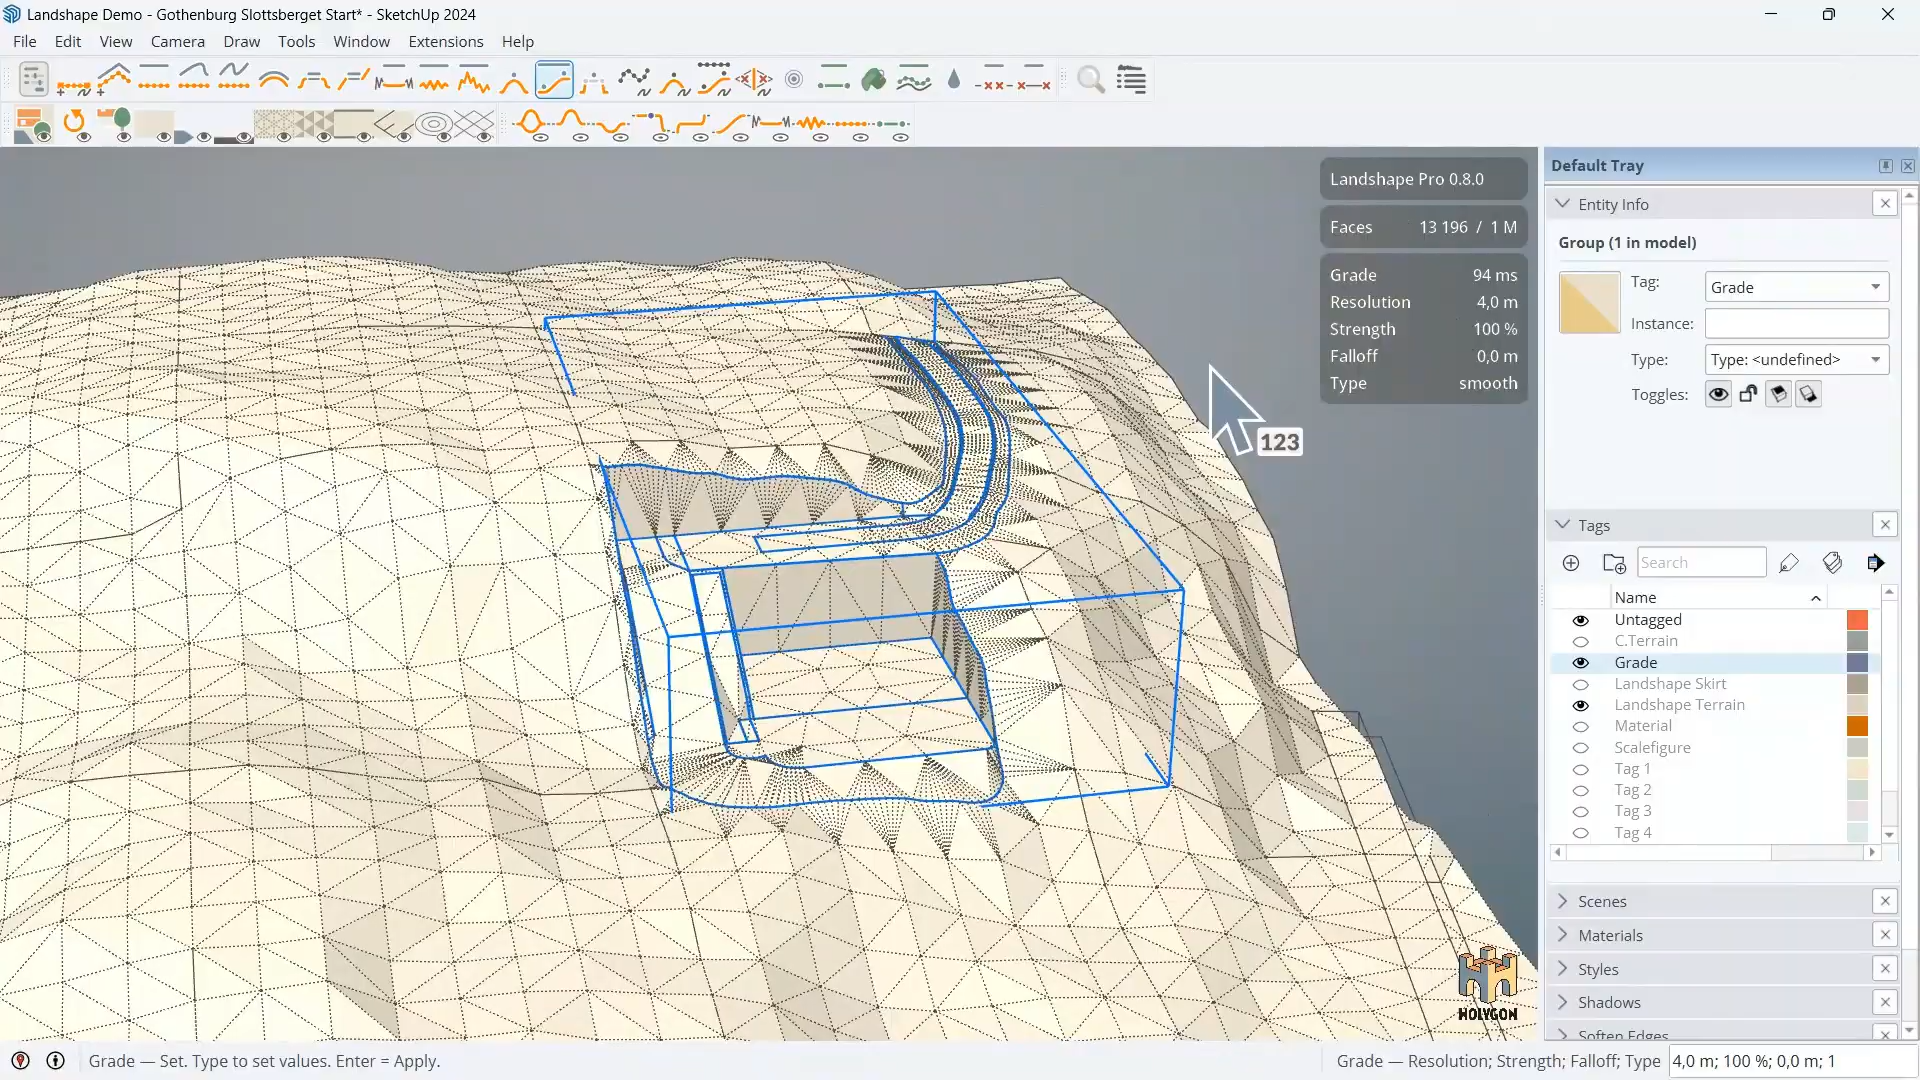 Landshape Demo - Gothenburg Slottsberget Start* - SketchUp 2024
File Edit View Camera Draw Tools Window Extensions Help
Landshape Pro 0.8.0
Faces 13 196 / 1 M
Grade 94 ms
Resolution 4,0 m
Strength 100 %
Falloff 0,0 m
Type smooth
123
HOLYGON
Default Tray
Entity Info
Group (1 in model)
Tag: Grade
Instance:
Type: Type: <undefined>
Toggles:
Tags
Search
Name
Untagged
C.Terrain
Grade
Landshape Skirt
Landshape Terrain
Material
Scalefigure
Tag 1
Tag 2
Tag 3
Tag 4
Scenes
Materials
Styles
Shadows
Soften Edges
Grade — Set. Type to set values. Enter = Apply.
Grade — Resolution; Strength; Falloff; Type 4,0 m; 100 %; 0,0 m; 1